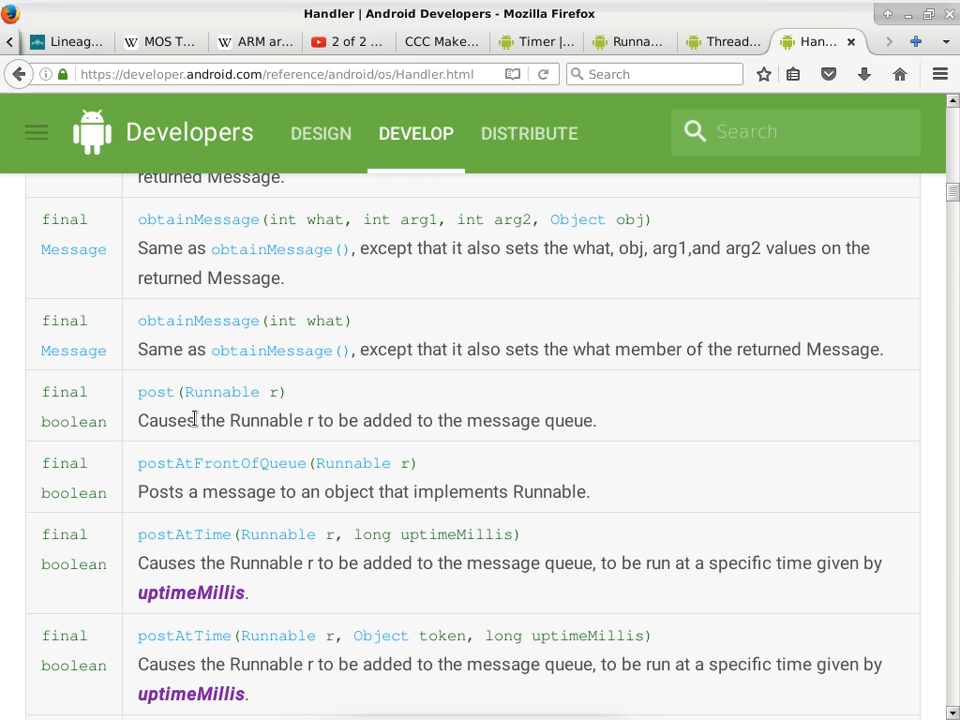 Handler | Android Developers - Mozilla Firefox
Lineag... MOS T... ARM ar... 2 of 2 ... CCC Make... Timer |... Runna... Thread... Han...
https://developer.android.com/reference/android/os/Handler.html Search
Developers DESIGN DEVELOP DISTRIBUTE Search
returned Message.
final obtainMessage(int what, int arg1, int arg2, Object obj)
Message Same as obtainMessage(), except that it also sets the what, obj, arg1,and arg2 values on the
returned Message.
final obtainMessage(int what)
Message Same as obtainMessage(), except that it also sets the what member of the returned Message.
final post(Runnable r)
boolean Causes the Runnable r to be added to the message queue.
final postAtFrontOfQueue(Runnable r)
boolean Posts a message to an object that implements Runnable.
final postAtTime(Runnable r, long uptimeMillis)
boolean Causes the Runnable r to be added to the message queue, to be run at a specific time given by
uptimeMillis.
final postAtTime(Runnable r, Object token, long uptimeMillis)
boolean Causes the Runnable r to be added to the message queue, to be run at a specific time given by
uptimeMillis.